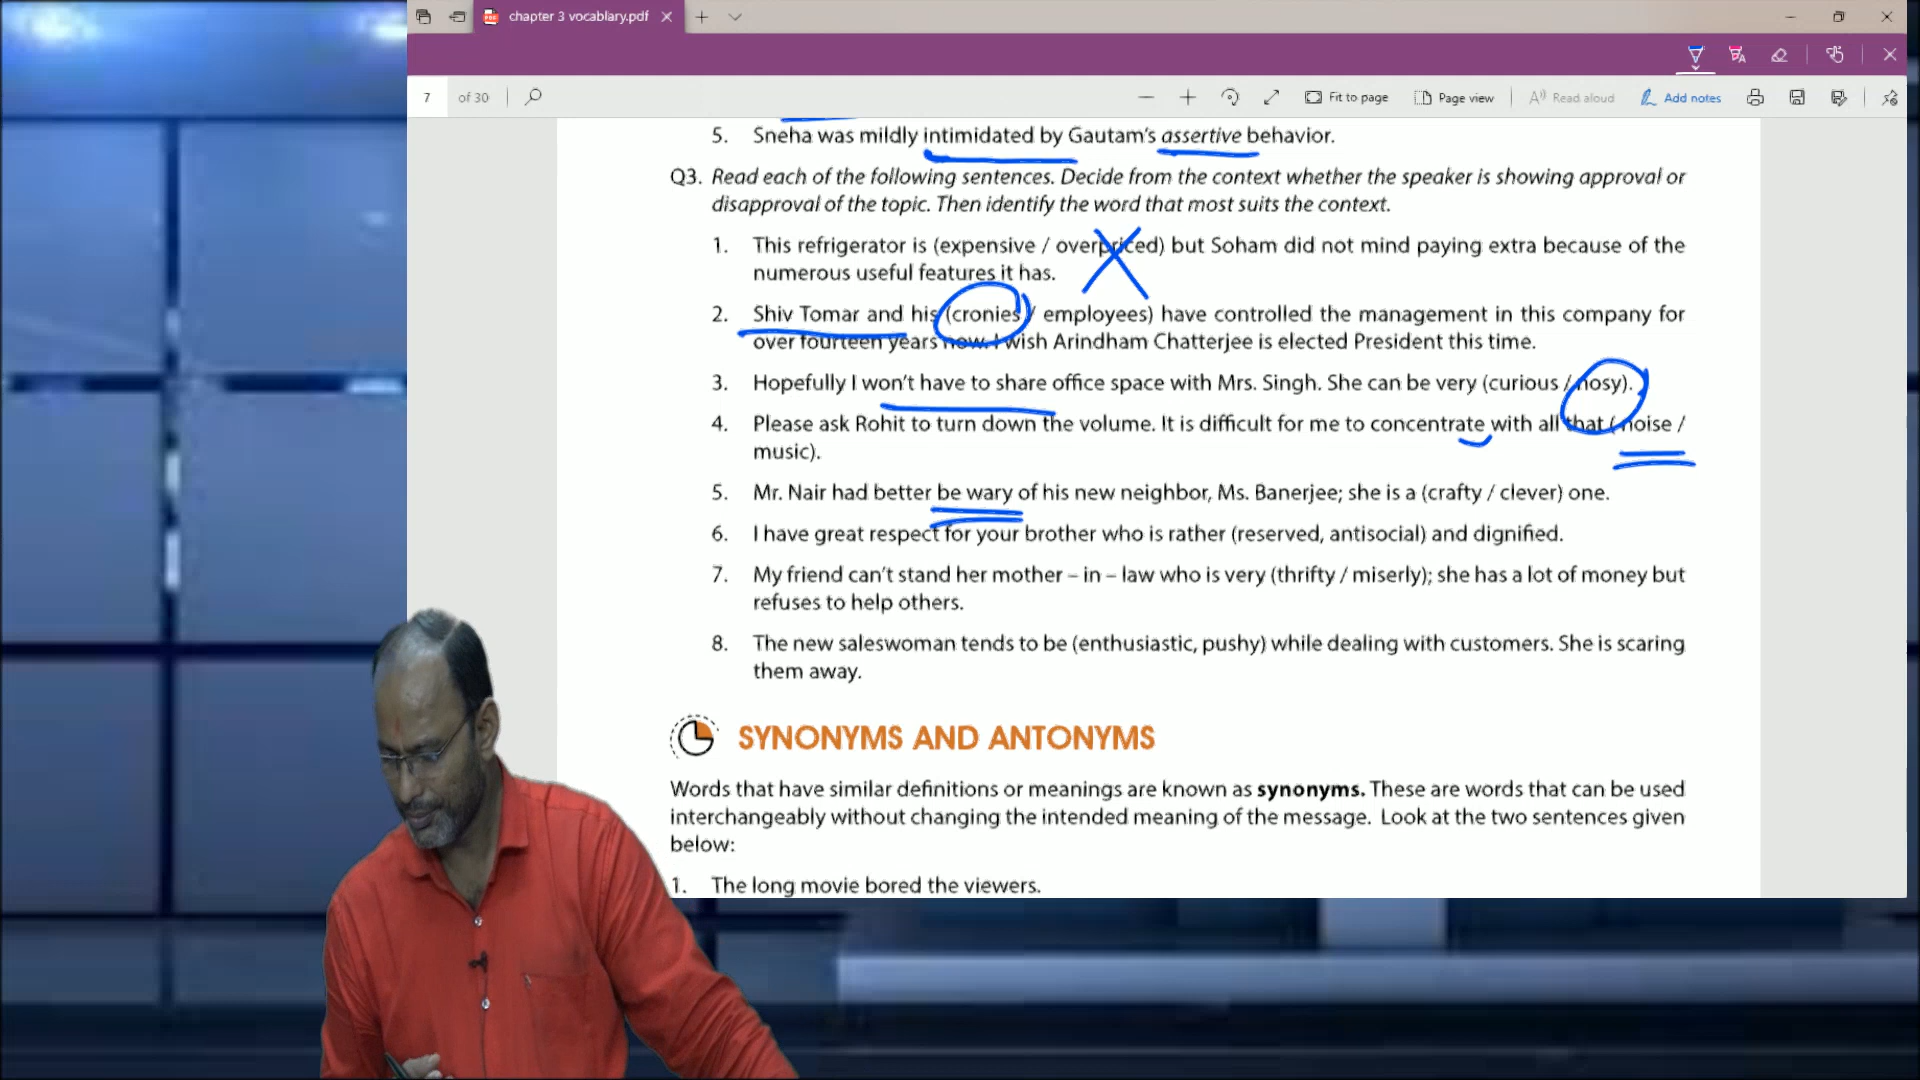 chapter 3 vocablary.pdf
7 of 30
Fit to page
Page view
Read aloud
Add notes
5. Sneha was mildly intimidated by Gautam's assertive behavior.
Q3. Read each of the following sentences. Decide from the context whether the speaker is showing approval or
disapproval of the topic. Then identify the word that most suits the context.
1. This refrigerator is (expensive / overpriced) but Soham did not mind paying extra because of the
numerous useful features it has.
2. Shiv Tomar and his (cronies / employees) have controlled the management in this company for
over fourteen years now. I wish Arindham Chatterjee is elected President this time.
3. Hopefully I won't have to share office space with Mrs. Singh. She can be very (curious / nosy).
4. Please ask Rohit to turn down the volume. It is difficult for me to concentrate with all that ( noise /
music).
5. Mr. Nair had better be wary of his new neighbor, Ms. Banerjee; she is a (crafty / clever) one.
6. I have great respect for your brother who is rather (reserved, antisocial) and dignified.
7. My friend can't stand her mother – in – law who is very (thrifty / miserly); she has a lot of money but
refuses to help others.
8. The new saleswoman tends to be (enthusiastic, pushy) while dealing with customers. She is scaring
them away.
SYNONYMS AND ANTONYMS
Words that have similar definitions or meanings are known as synonyms. These are words that can be used
interchangeably without changing the intended meaning of the message. Look at the two sentences given
below:
1. The long movie bored the viewers.